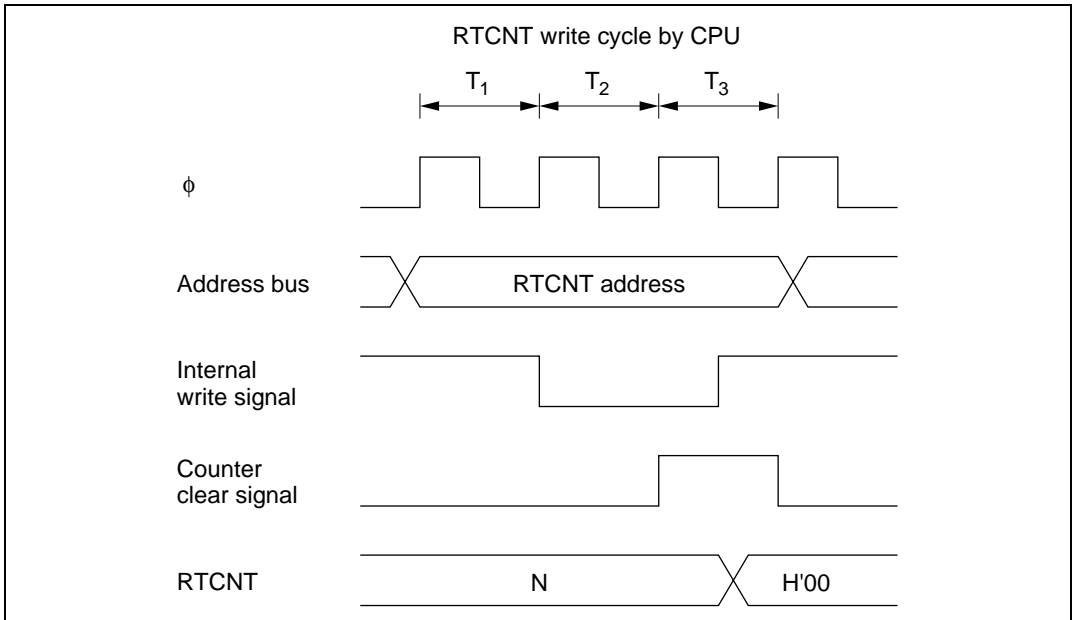 RTCNT write cycle by CPU
T1 T2 T3
φ
Address bus
RTCNT address
Internal
write signal
Counter
clear signal
RTCNT
N
H'00